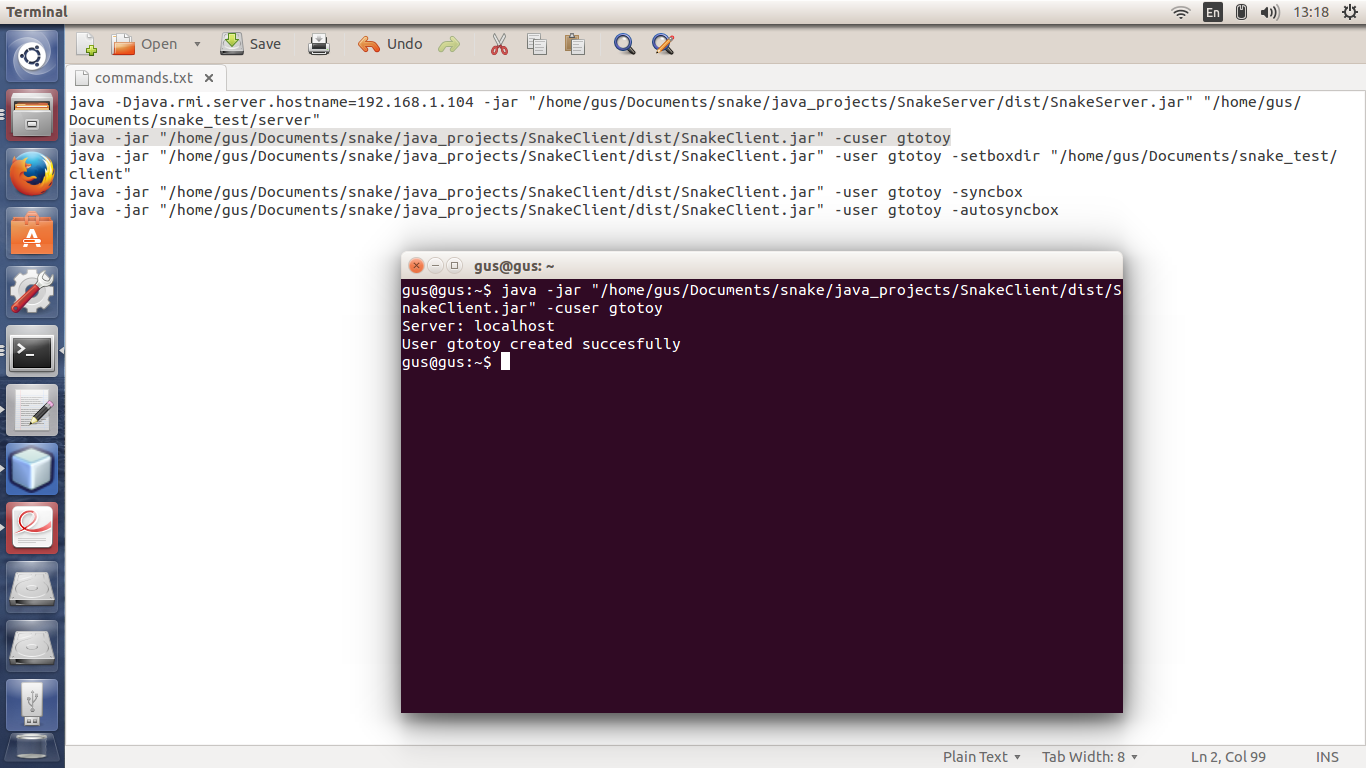 Terminal
En
13:18
Open
Save
Undo
commands.txt
java -Djava.rmi.server.hostname=192.168.1.104 -jar "/home/gus/Documents/snake/java_projects/SnakeServer/dist/SnakeServer.jar" "/home/gus/
Documents/snake_test/server"
java -jar "/home/gus/Documents/snake/java_projects/SnakeClient/dist/SnakeClient.jar" -cuser gtotoy
java -jar "/home/gus/Documents/snake/java_projects/SnakeClient/dist/SnakeClient.jar" -user gtotoy -setboxdir "/home/gus/Documents/snake_test/
client"
java -jar "/home/gus/Documents/snake/java_projects/SnakeClient/dist/SnakeClient.jar" -user gtotoy -syncbox
java -jar "/home/gus/Documents/snake/java_projects/SnakeClient/dist/SnakeClient.jar" -user gtotoy -autosyncbox
gus@gus: ~
gus@gus:~$ java -jar "/home/gus/Documents/snake/java_projects/SnakeClient/dist/S
nakeClient.jar" -cuser gtotoy
Server: localhost
User gtotoy created succesfully
gus@gus:~$
Plain Text
Tab Width: 8
Ln 2, Col 99
INS